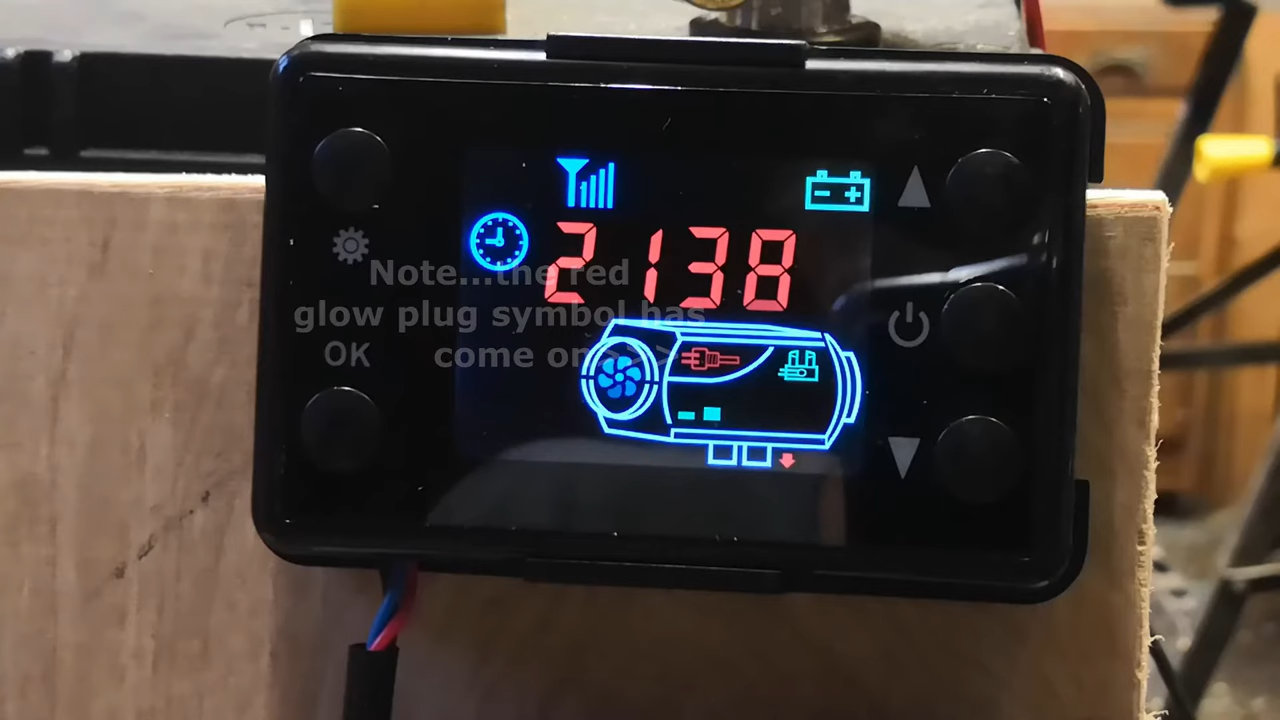 2138
Note...the red
glow plug symbol has
come on>>>
OK